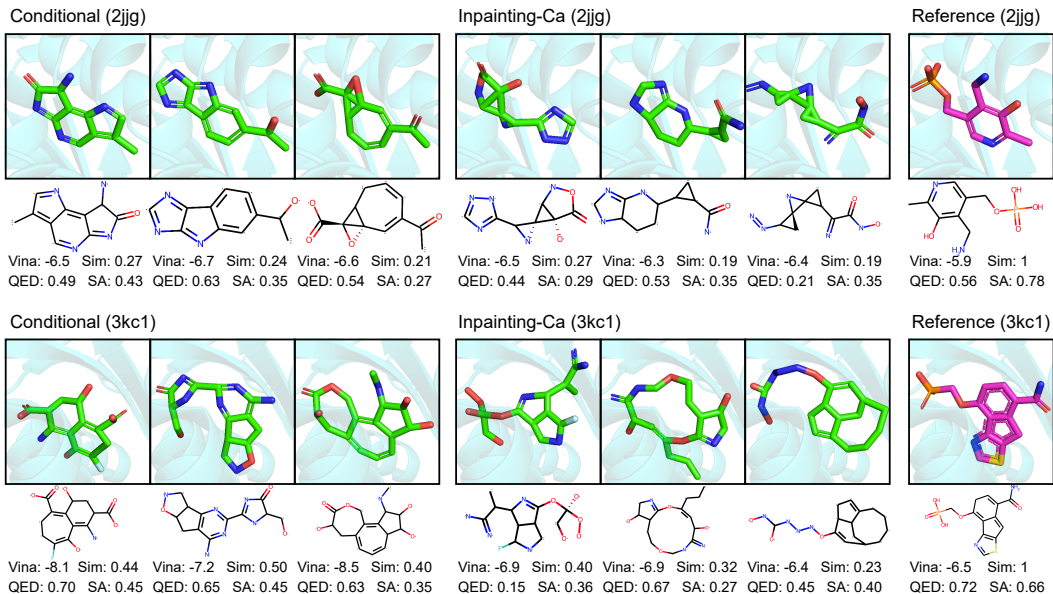 Conditional (2jjg)
Inpainting-Ca (2jjg)
Reference (2jjg)
Vina: -6.5 Sim: 0.27
QED: 0.49 SA: 0.43
Vina: -6.7 Sim: 0.24
QED: 0.63 SA: 0.35
Vina: -6.6 Sim: 0.21
QED: 0.54 SA: 0.27
Vina: -6.5 Sim: 0.27
QED: 0.44 SA: 0.29
Vina: -6.3 Sim: 0.19
QED: 0.53 SA: 0.35
Vina: -6.4 Sim: 0.19
QED: 0.21 SA: 0.35
Vina: -5.9 Sim: 1
QED: 0.56 SA: 0.78
Conditional (3kc1)
Inpainting-Ca (3kc1)
Reference (3kc1)
Vina: -8.1 Sim: 0.44
QED: 0.70 SA: 0.45
Vina: -7.2 Sim: 0.50
QED: 0.65 SA: 0.45
Vina: -8.5 Sim: 0.40
QED: 0.63 SA: 0.35
Vina: -6.9 Sim: 0.40
QED: 0.15 SA: 0.36
Vina: -6.9 Sim: 0.32
QED: 0.67 SA: 0.27
Vina: -6.4 Sim: 0.23
QED: 0.45 SA: 0.40
Vina: -6.5 Sim: 1
QED: 0.72 SA: 0.66